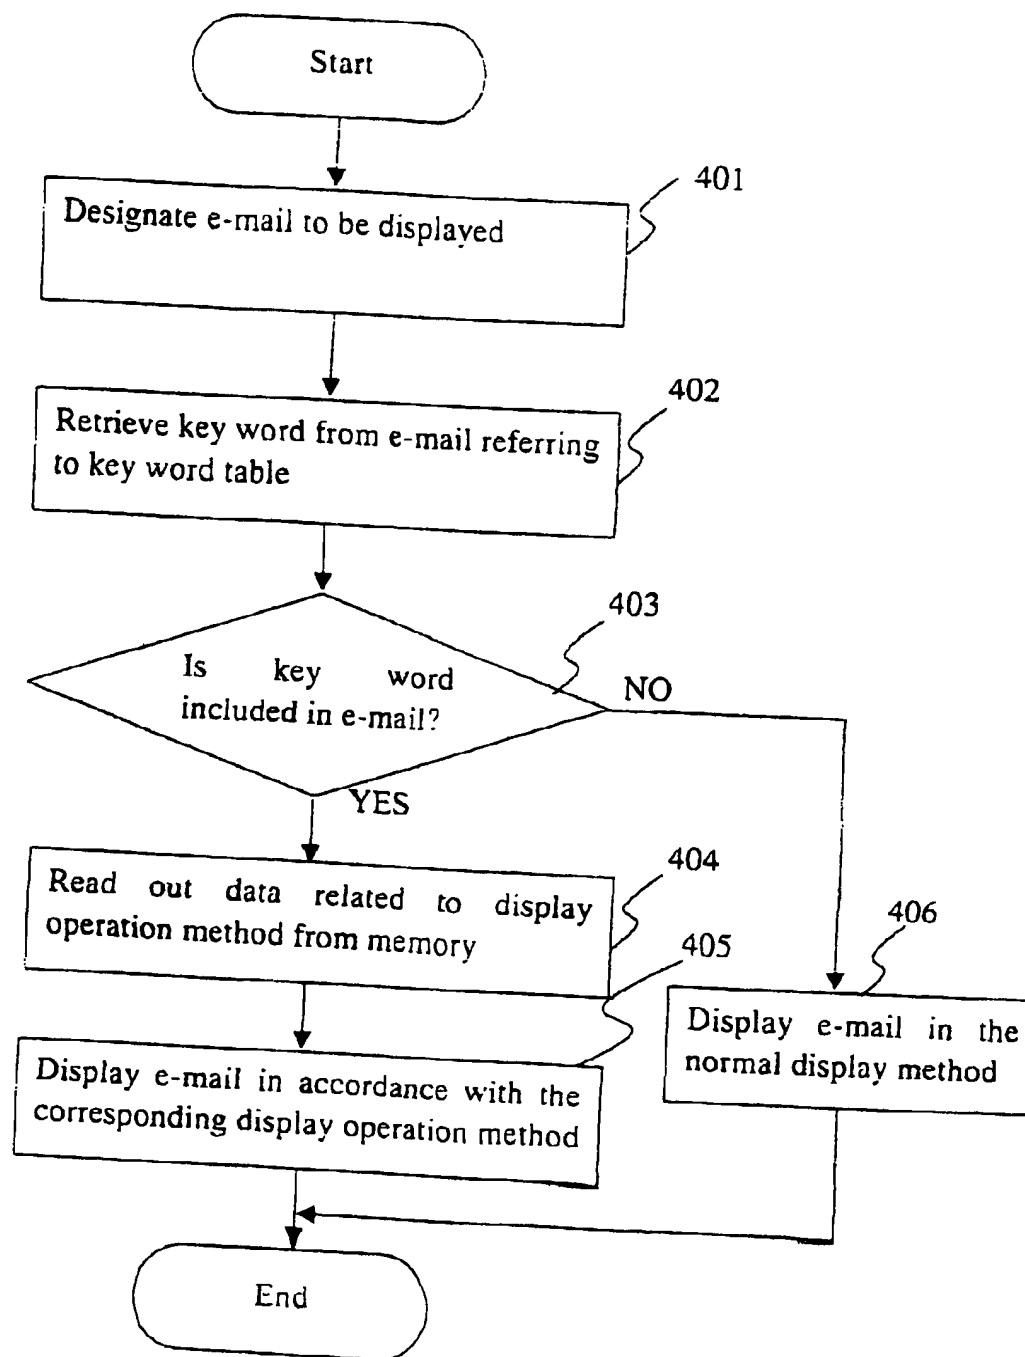 Start
401
Designate e-mail to be displayed
402
Retrieve key word from e-mail referring
to key word table
403
Is key word
included in e-mail?
NO
YES
404
Read out data related to display
operation method from memory
405
406
Display e-mail in accordance with the
corresponding display operation method
Display e-mail in the
normal display method
End